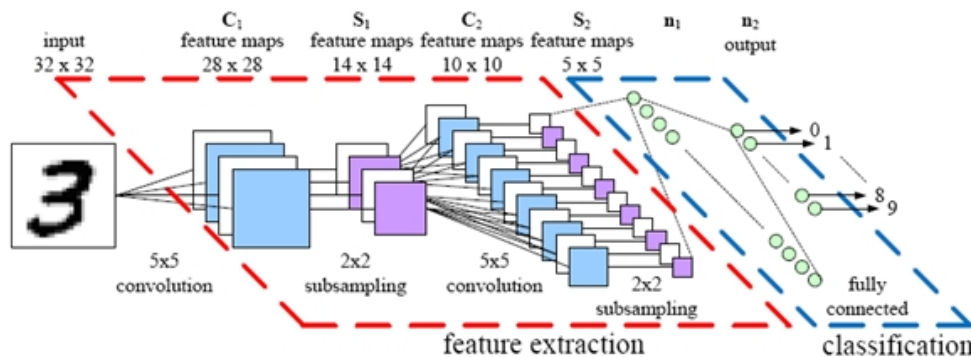 C₁
S₁
C₂
S₂
n₁
n₂
input
feature maps
feature maps
feature maps
feature maps
output
32 x 32
28 x 28
14 x 14
10 x 10
5 x 5
3
0
1
8
9
5x5
convolution
2x2
subsampling
5x5
convolution
2x2
subsampling
fully
connected
feature extraction
classification